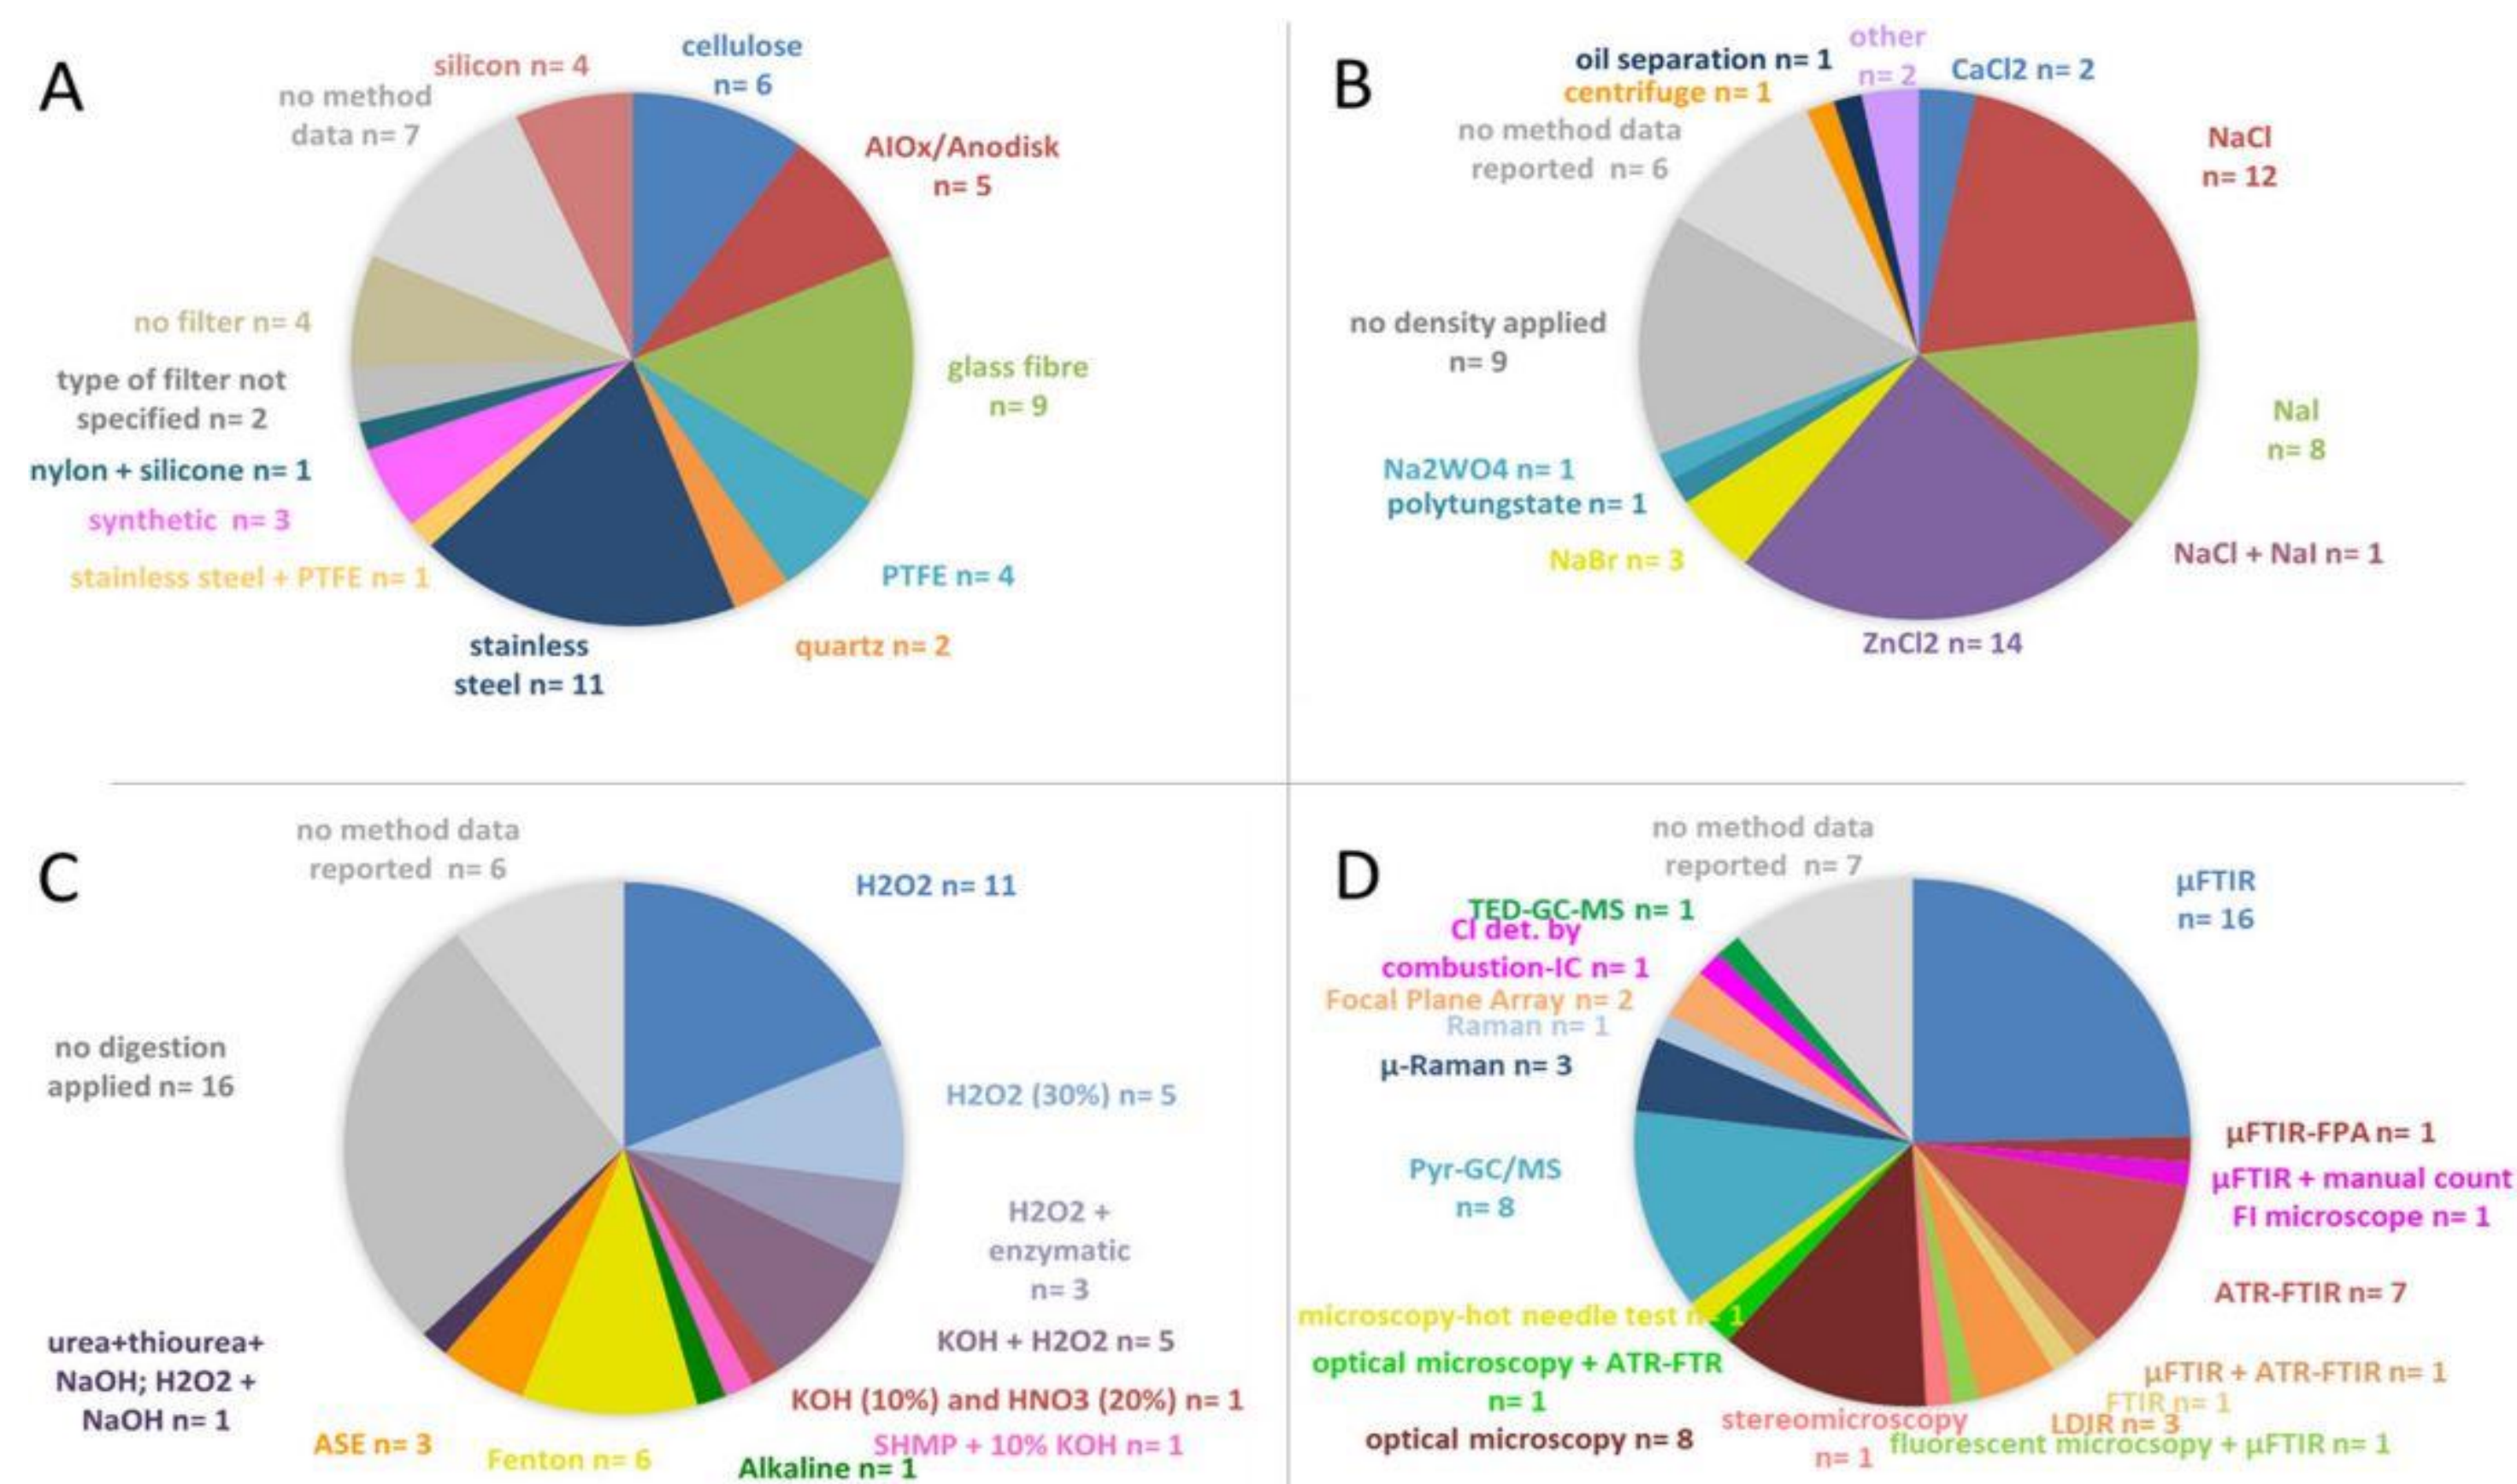 A
silicon n= 4
cellulose
n= 6
no method
data n= 7
AlOx/Anodisk
n= 5
no filter n= 4
glass fibre
n= 9
type of filter not
specified n= 2
nylon + silicone n= 1
synthetic n= 3
stainless steel + PTFE n= 1
PTFE n= 4
quartz n= 2
stainless
steel n= 11
B
other
n= 2
oil separation n= 1
CaCl2 n= 2
centrifuge n= 1
no method data
reported n= 6
NaCl
n= 12
no density applied
n= 9
NaI
n= 8
Na2WO4 n= 1
polytungstate n= 1
NaBr n= 3
NaCl + NaI n= 1
ZnCl2 n= 14
C
no method data
reported n= 6
H2O2 n= 11
no digestion
applied n= 16
H2O2 (30%) n= 5
H2O2 +
enzymatic
n= 3
KOH + H2O2 n= 5
urea+thiourea+
NaOH; H2O2 +
NaOH n= 1
KOH (10%) and HNO3 (20%) n= 1
ASE n= 3
Fenton n= 6
SHMP + 10% KOH n= 1
Alkaline n= 1
D
no method data
reported n= 7
µFTIR
n= 16
TED-GC-MS n= 1
Cl det. by
combustion-IC n= 1
Focal Plane Array n= 2
Raman n= 1
µ-Raman n= 3
µFTIR-FPA n= 1
Pyr-GC/MS
n= 8
µFTIR + manual count
FI microscope n= 1
ATR-FTIR n= 7
microscopy-hot needle test n= 1
optical microscopy + ATR-FTR
n= 1
µFTIR + ATR-FTIR n= 1
FTIR n= 1
LDIR n= 3
optical microscopy n= 8
stereomicroscopy
n= 1
fluorescent microcsopy + µFTIR n= 1